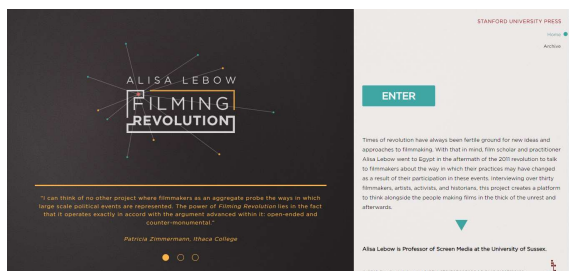 ALISA LEBOW
FILMING
REVOLUTION
"I can think of no other project where filmmakers as an aggregate probe the ways in which
large scale political events are represented. The power of Filming Revolution lies in the fact
that it operates exactly in accord with the argument advanced within it: open-ended and
counter-monumental."
Patricia Zimmermann, Ithaca College
STANFORD UNIVERSITY PRESS
Home
Archive
ENTER
Times of revolution have always been fertile ground for new ideas and
approaches to filmmaking. With that in mind, film scholar and practitioner
Alisa Lebow went to Egypt in the aftermath of the 2011 revolution to talk
to filmmakers about the way in which their practices may have changed
as a result of their participation in these events. Interviewing over thirty
filmmakers, artists, activists, and historians, this project creates a platform
to think alongside the people making films in the thick of the unrest and
afterwards.
Alisa Lebow is Professor of Screen Media at the University of Sussex.